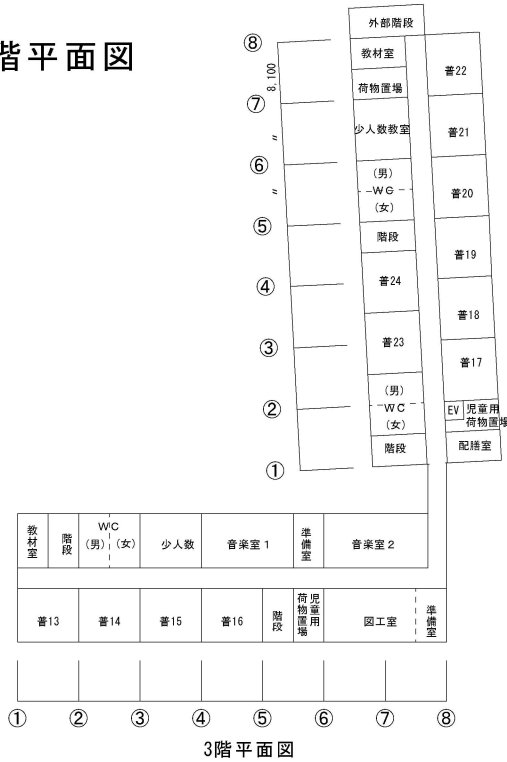 階平面図
外部階段
⑧
教材室
普22
8,100
荷物置場
⑦
少人数教室
普21
〃
⑥
(男)
WC
(女)
普20
〃
⑤
階段
普19
④
普24
普18
③
普23
普17
②
(男)
WC
(女)
EV
児童用
荷物置場
階段
配膳室
①
教材室
階段
WC
(男)
(女)
少人数
音楽室1
準備室
音楽室2
普13
普14
普15
普16
階段
児童用
荷物置場
図工室
準備室
① ② ③ ④ ⑤ ⑥ ⑦ ⑧
3階平面図